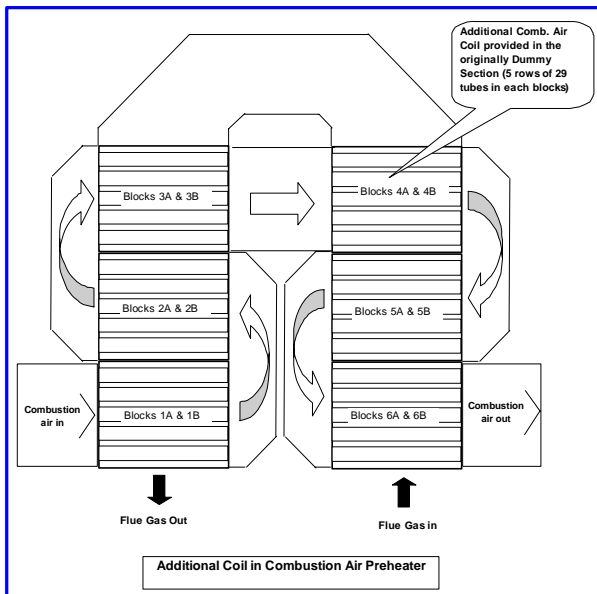 Additional Comb. Air
Coil provided in the
originally Dummy
Section (5 rows of 29
tubes in each blocks)
Blocks 3A & 3B
Blocks 4A & 4B
Blocks 2A & 2B
Blocks 5A & 5B
Combustion
air in
Blocks 1A & 1B
Blocks 6A & 6B
Combustion
air out
Flue Gas Out
Flue Gas in
Additional Coil in Combustion Air Preheater